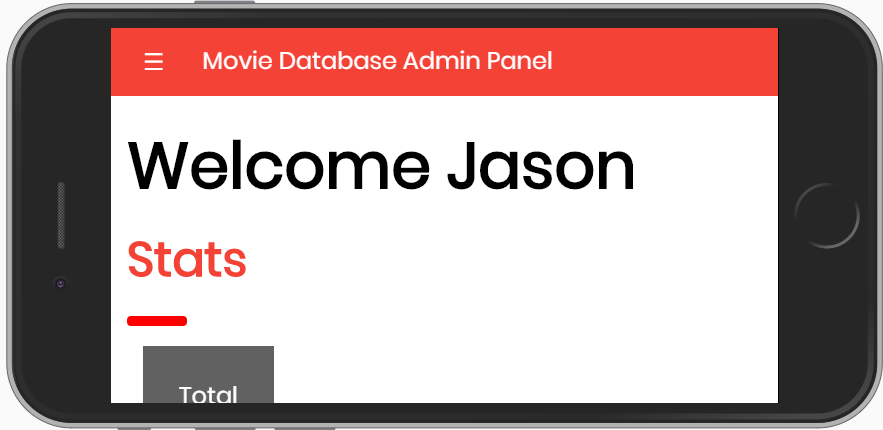 ☰ Movie Database Admin Panel
Welcome Jason
Stats
Total